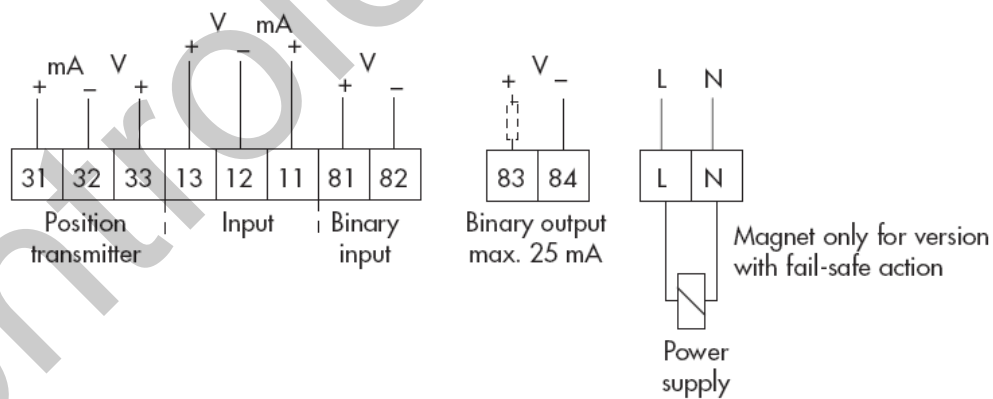 mA V V mA V V L N
+ − + + − + + − + −
31 32 33 13 12 11 81 82 83 84 L N
Position
transmitter
Input
Binary
input
Binary output
max. 25 mA
Magnet only for version
with fail-safe action
Power
supply